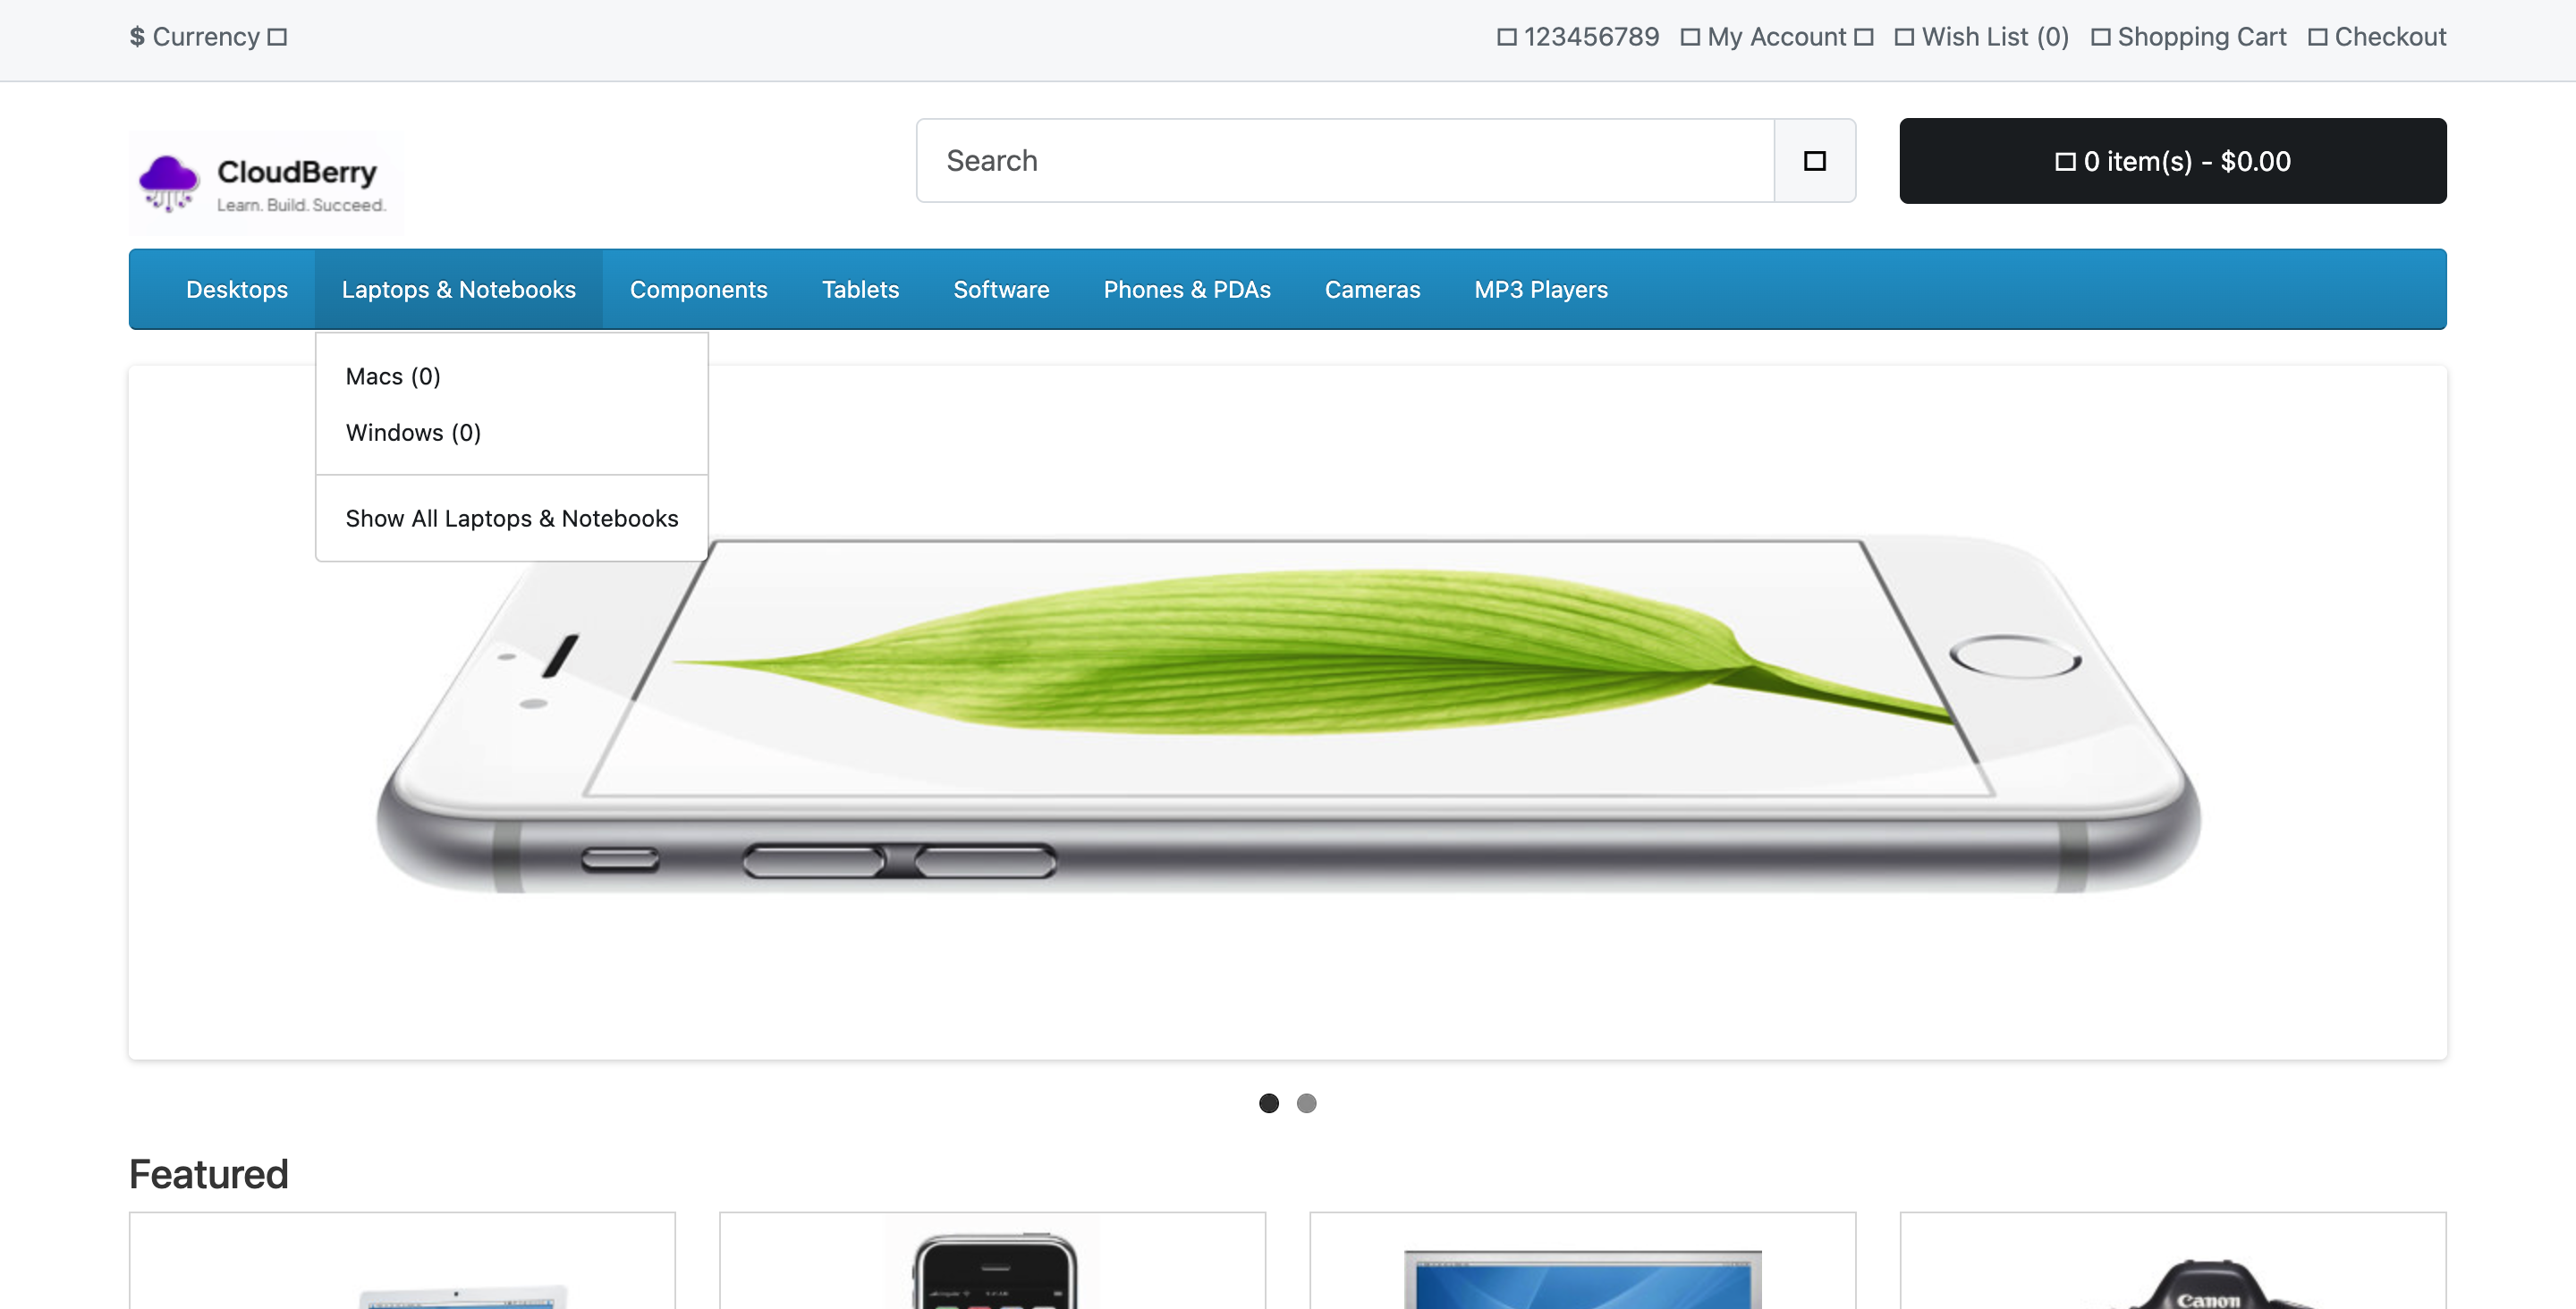 $ Currency
123456789 My Account Wish List (0) Shopping Cart Checkout
CloudBerry
Learn. Build. Succeed.
Search
0 item(s) - $0.00
Desktops Laptops & Notebooks Components Tablets Software Phones & PDAs Cameras MP3 Players
Macs (0)
Windows (0)
Show All Laptops & Notebooks
Featured
Canon